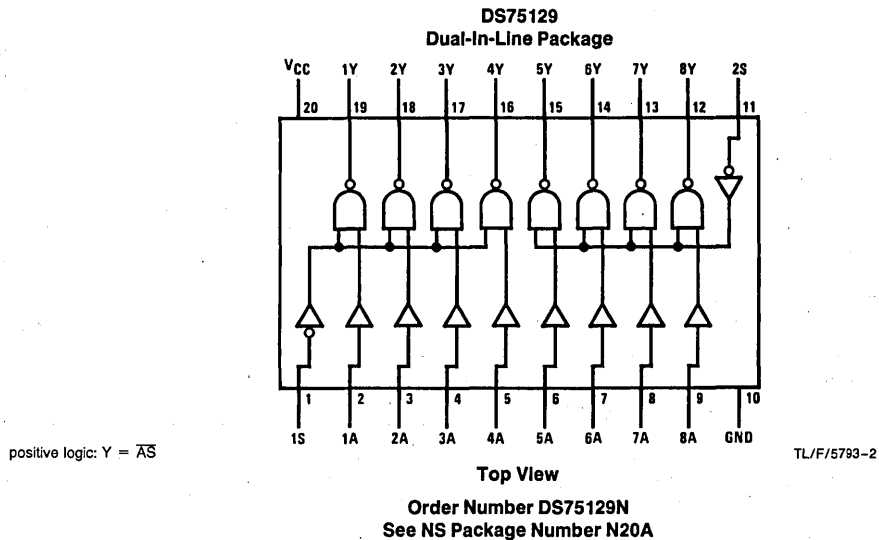 DS75129
Dual-In-Line Package
VCC 1Y 2Y 3Y 4Y 5Y 6Y 7Y 8Y 2S
20 19 18 17 16 15 14 13 12 11
1 2 3 4 5 6 7 8 9 10
1S 1A 2A 3A 4A 5A 6A 7A 8A GND
positive logic: Y = A̅S̅
TL/F/5793-2
Top View
Order Number DS75129N
See NS Package Number N20A